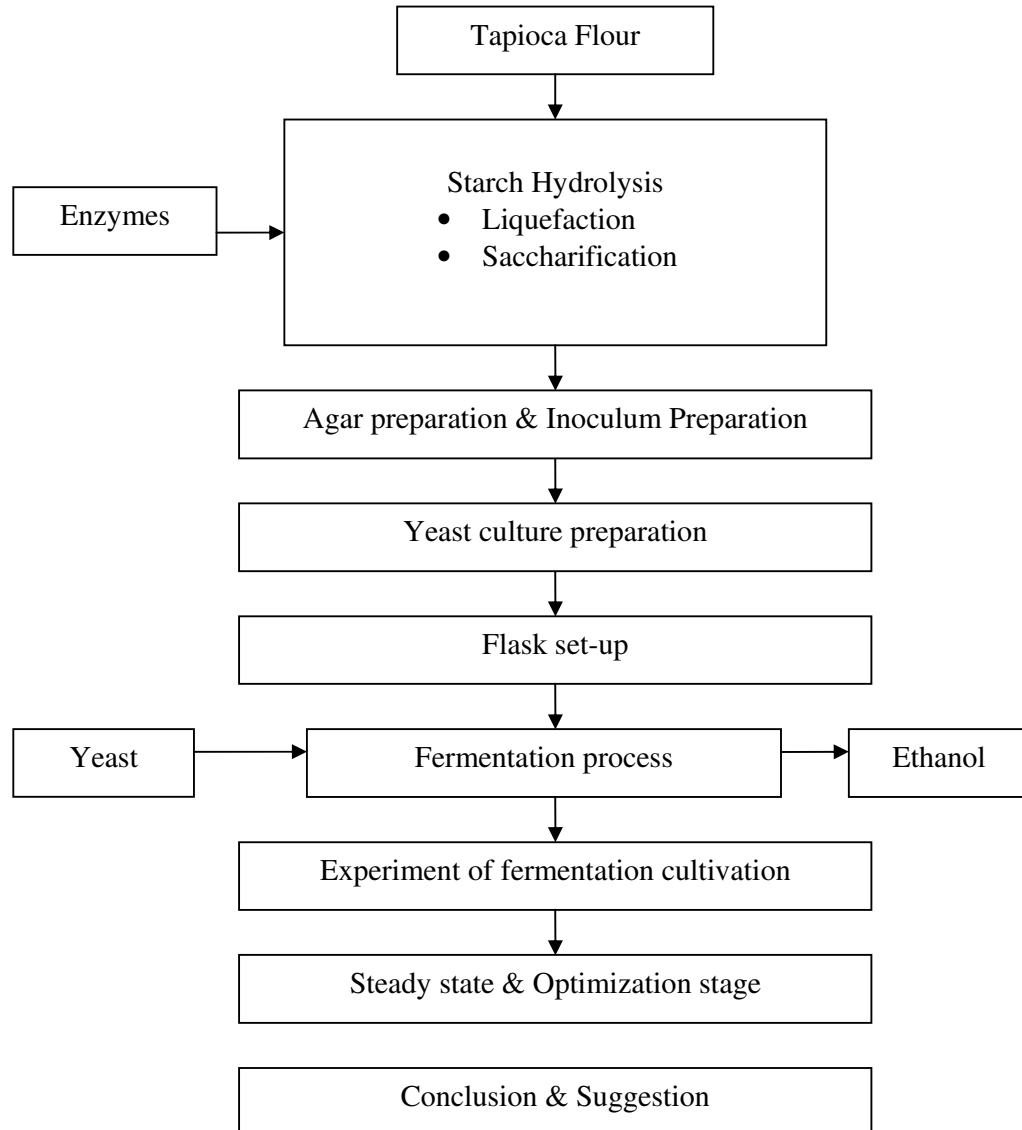 Tapioca Flour
Starch Hydrolysis
Enzymes
• Liquefaction
• Saccharification
Agar preparation & Inoculum Preparation
Yeast culture preparation
Flask set-up
Yeast
Fermentation process
Ethanol
Experiment of fermentation cultivation
Steady state & Optimization stage
Conclusion & Suggestion